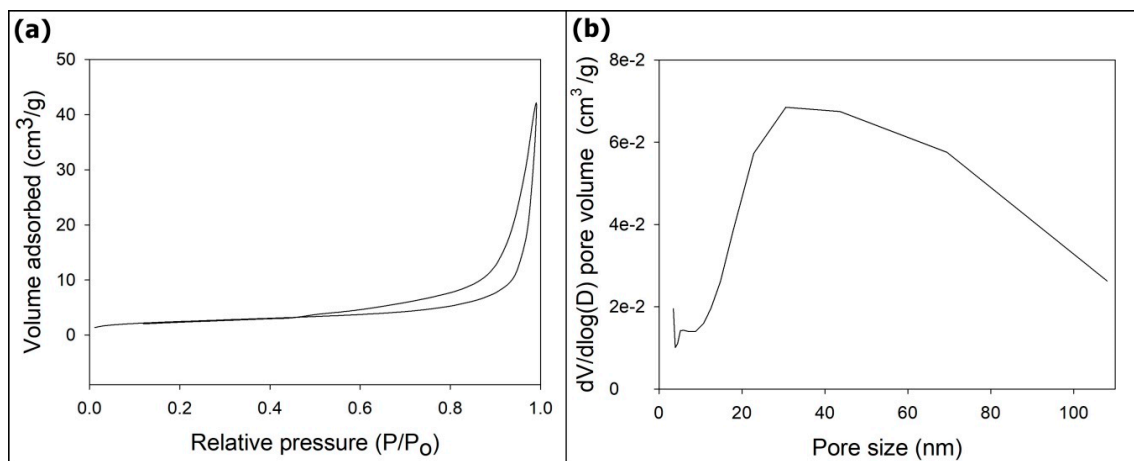 (a)
50
40
30
20
10
0
Volume adsorbed (cm³/g)
0.0 0.2 0.4 0.6 0.8 1.0
Relative pressure (P/Po)
(b)
8e-2
6e-2
4e-2
2e-2
0
dV/dlog(D) pore volume (cm³/g)
0 20 40 60 80 100
Pore size (nm)